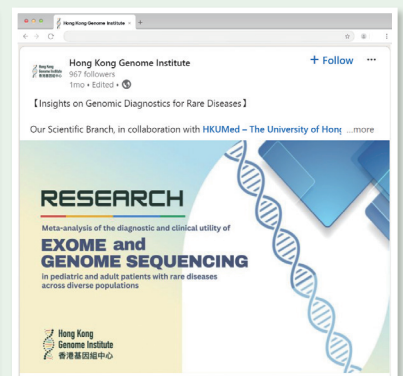 Hong Kong Genome Institute
Hong Kong Genome Institute
+ Follow
967 followers
1mo • Edited •
【Insights on Genomic Diagnostics for Rare Diseases】
Our Scientific Branch, in collaboration with HKUMed – The University of Hong ...more
RESEARCH
Meta-analysis of the diagnostic and clinical utility of
EXOME and
GENOME SEQUENCING
in pediatric and adult patients with rare diseases
across diverse populations
Hong Kong
Genome Institute
香港基因組中心